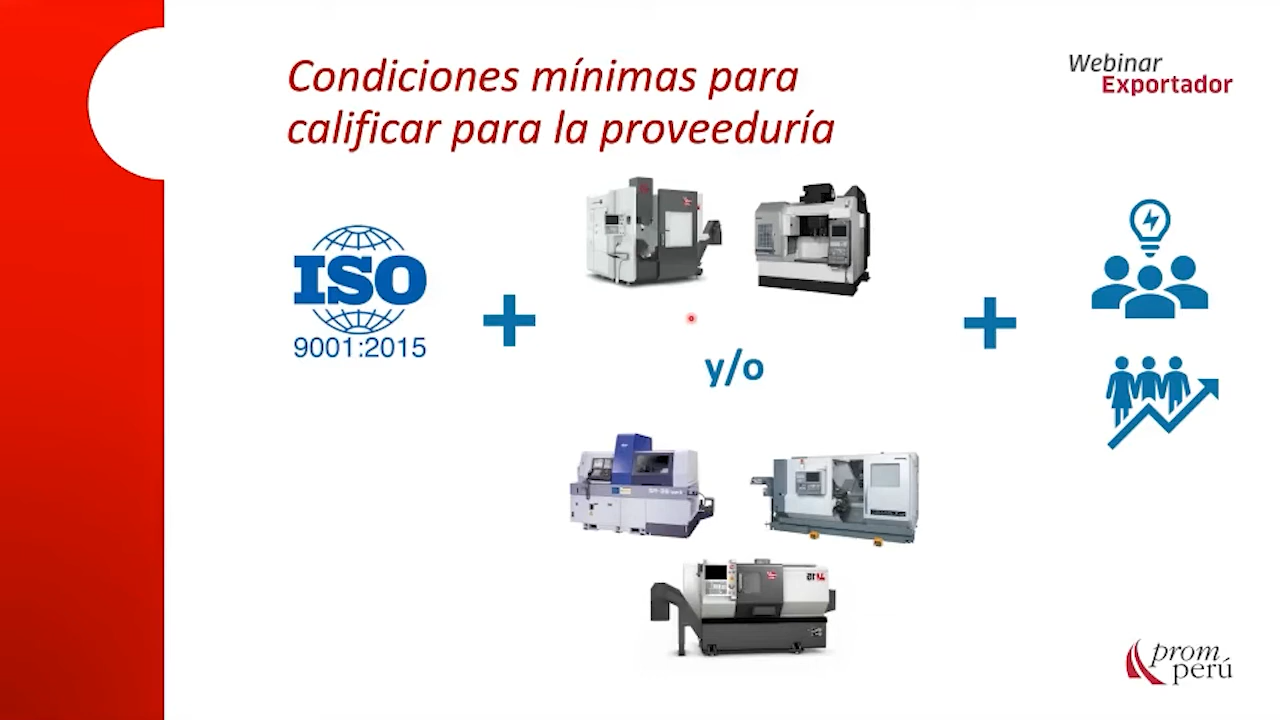 Condiciones mínimas para
calificar para la proveeduría
Webinar
Exportador
ISO
9001:2015
+
+
y/o
prom
perú